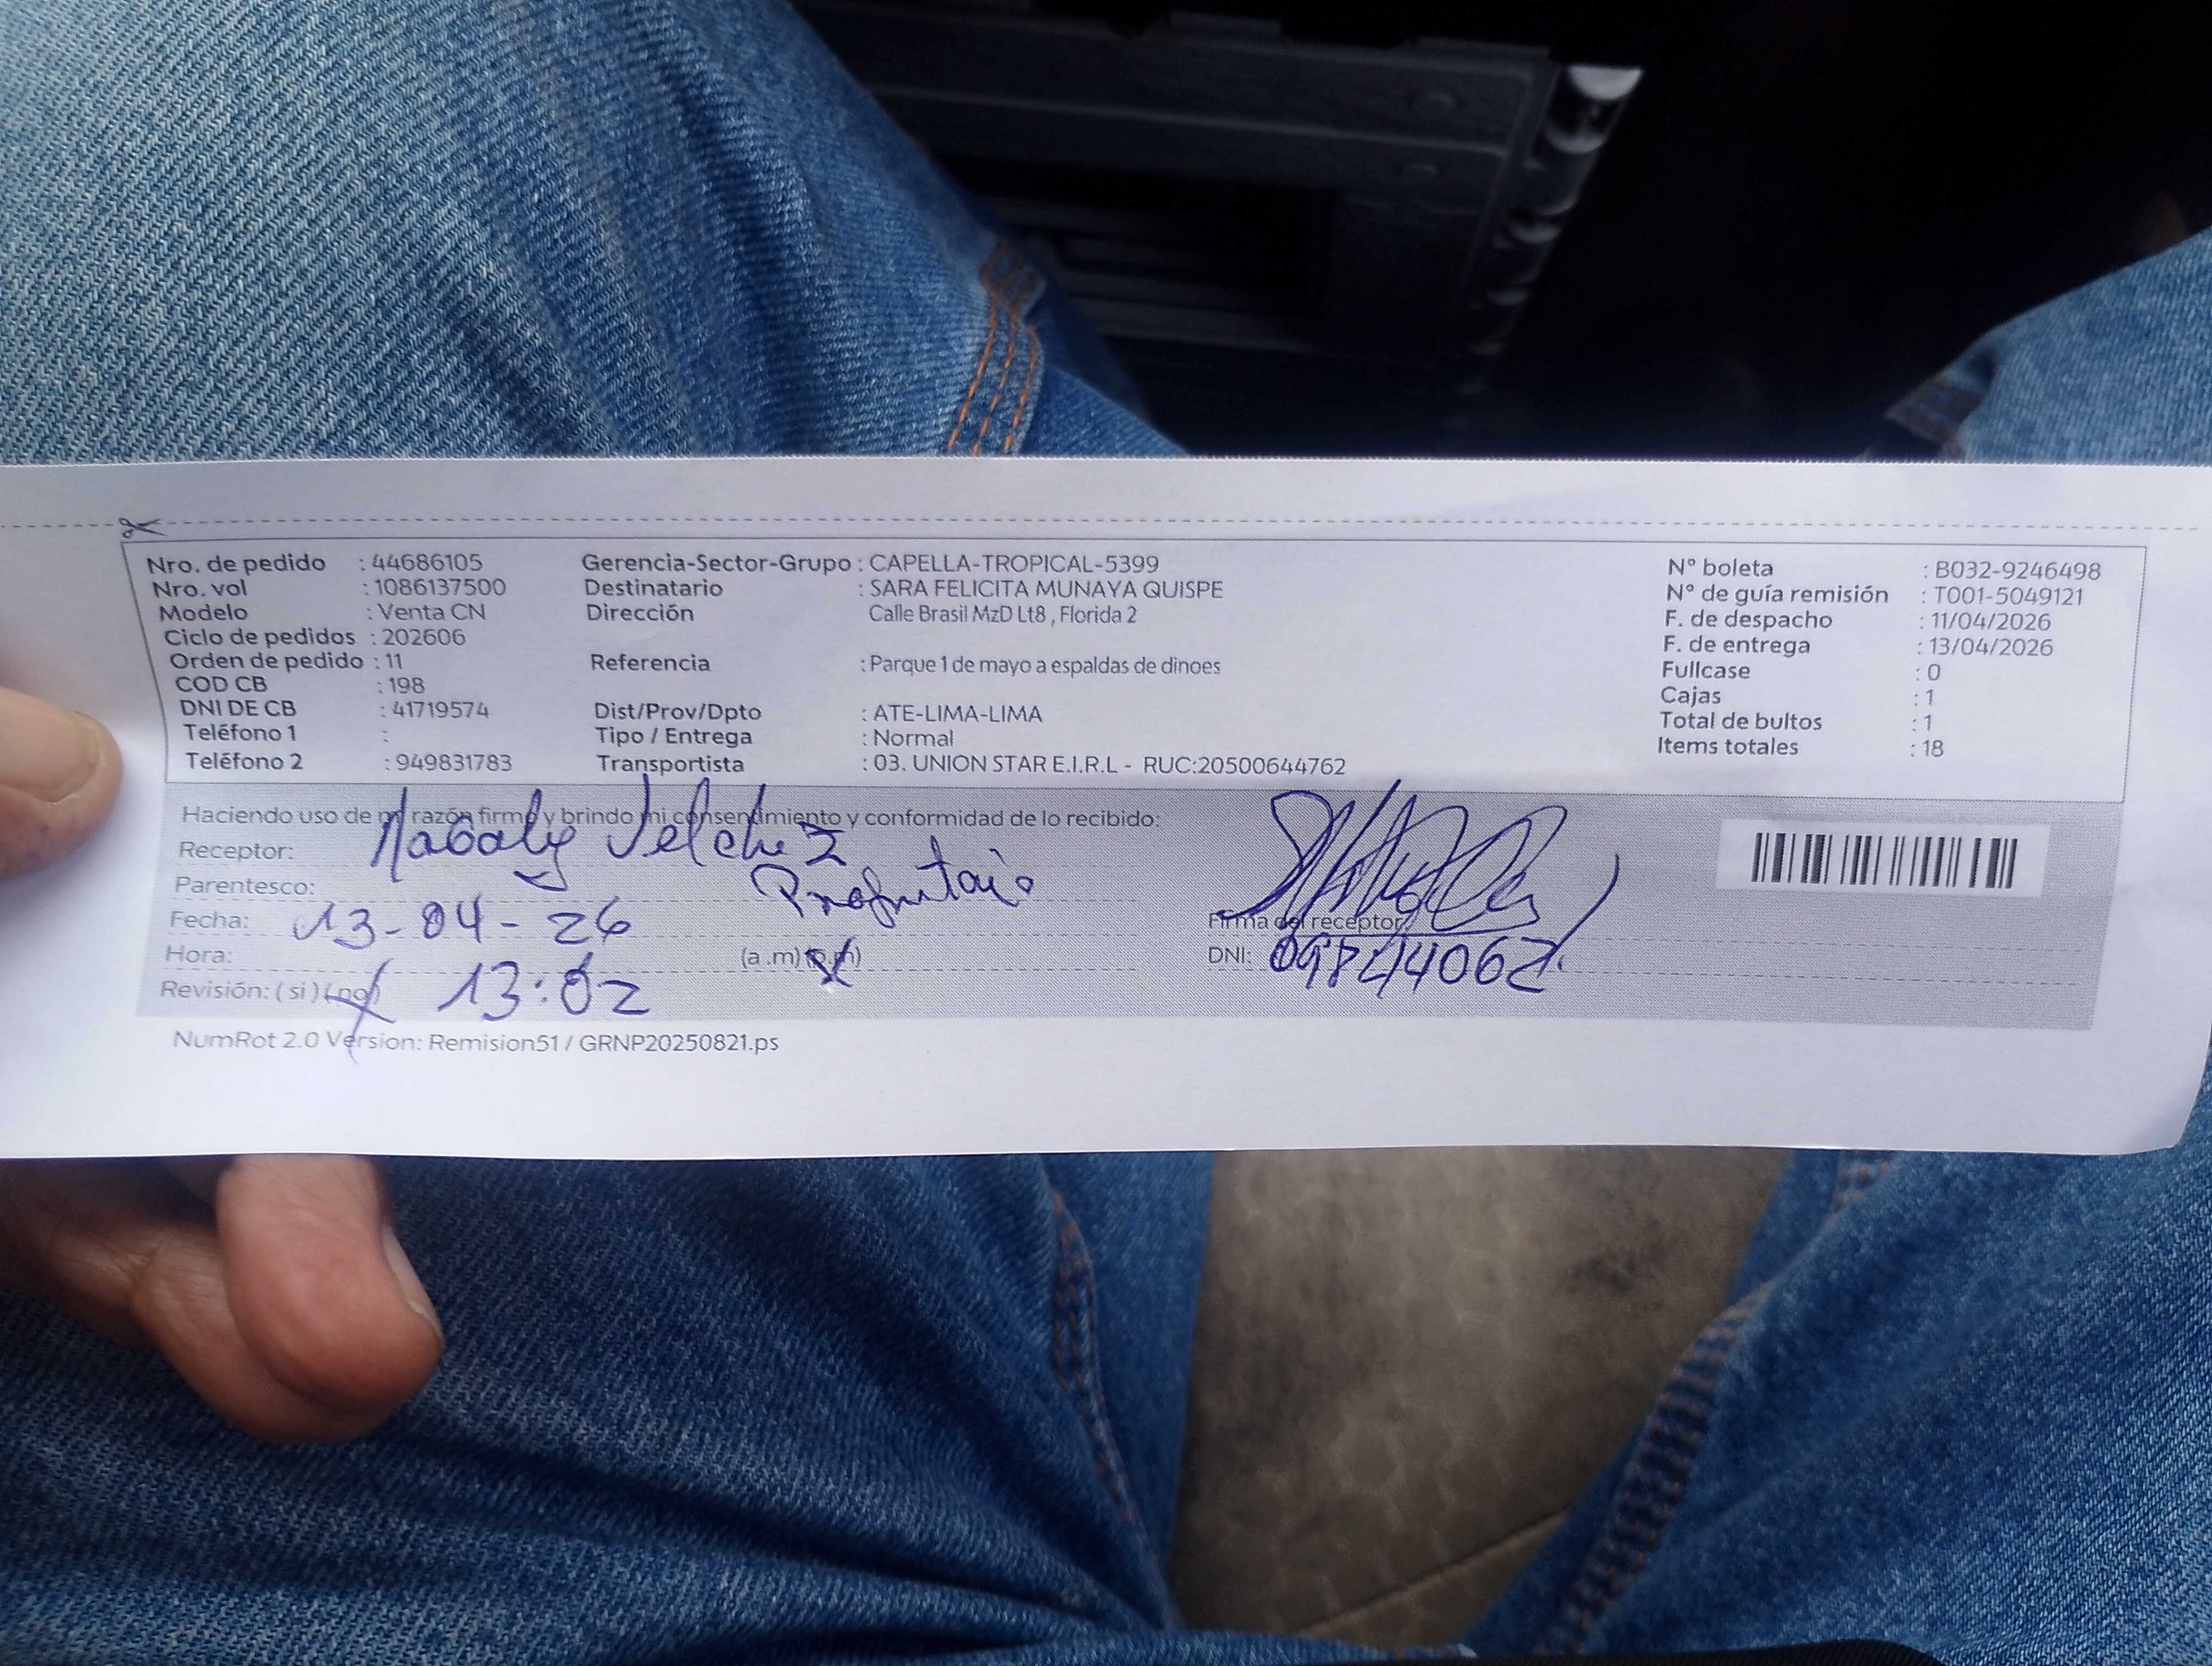 Nro. de pedido : 44686105
Nro. vol : 1086137500
Modelo : Venta CN
Ciclo de pedidos : 202606
Orden de pedido : 11
COD CB : 198
DNI DE CB : 41719574
Teléfono 1 :
Teléfono 2 : 949831783
Gerencia-Sector-Grupo : CAPELLA-TROPICAL-5399
Destinatario : SARA FELICITA MUNAYA QUISPE
Dirección Calle Brasil MzD Lt8 , Florida 2
Referencia : Parque 1 de mayo a espaldas de dinoes
Dist/Prov/Dpto : ATE-LIMA-LIMA
Tipo / Entrega : Normal
Transportista : 03. UNION STAR E.I.R.L - RUC:20500644762
N° boleta : B032-9246498
N° de guía remisión : T001-5049121
F. de despacho : 11/04/2026
F. de entrega : 13/04/2026
Fullcase : 0
Cajas : 1
Total de bultos : 1
Items totales : 18
Haciendo uso de mi razón firmo y brindo mi consentimiento y conformidad de lo recibido:
Receptor:
Parentesco:
Fecha: 13-04-26
Hora: (a.m) (p.m)
13:02
Revisión: ( si ) (no)
Firma del receptor
DNI: 09844062
NumRot 2.0 Version: Remision51 / GRNP20250821.ps